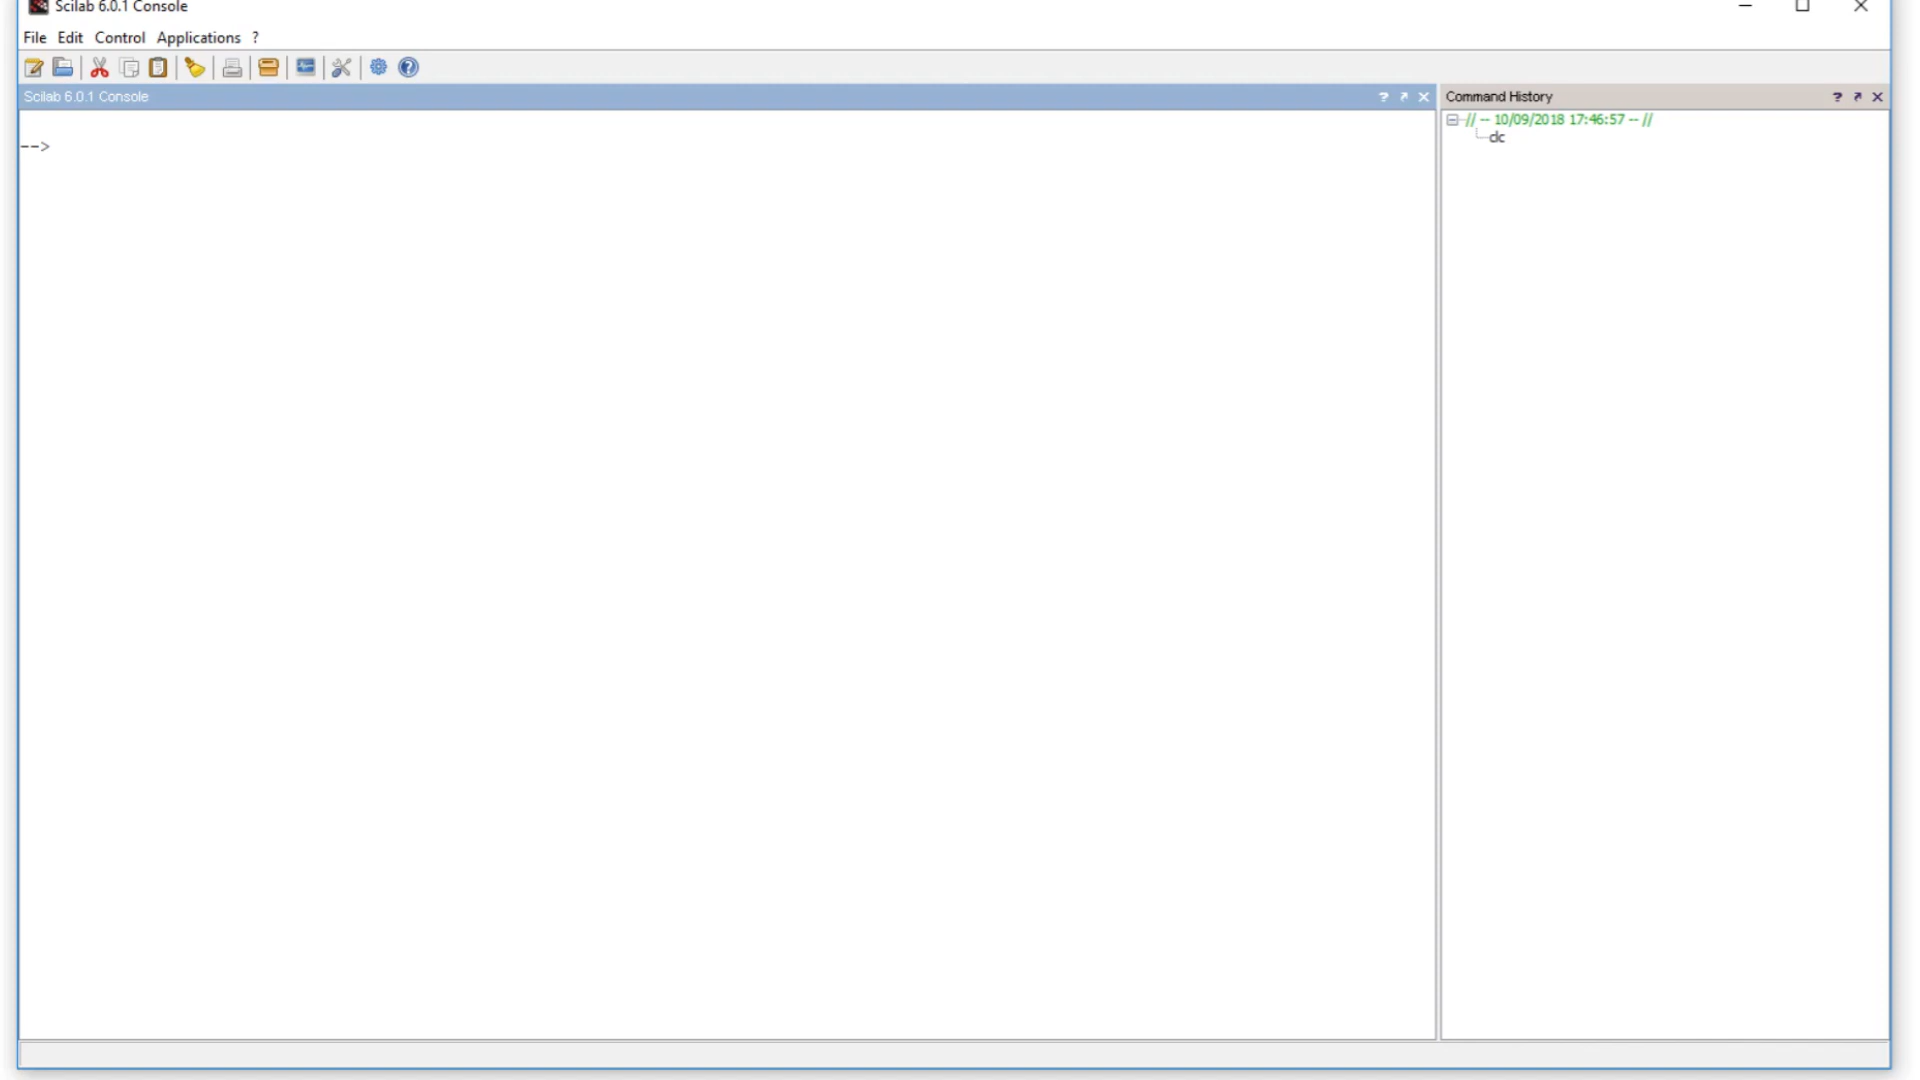 Scilab 6.0.1 Console
File Edit Control Applications ?
Scilab 6.0.1 Console
Command History
// -- 10/09/2018 17:46:57 -- //
clc
-->